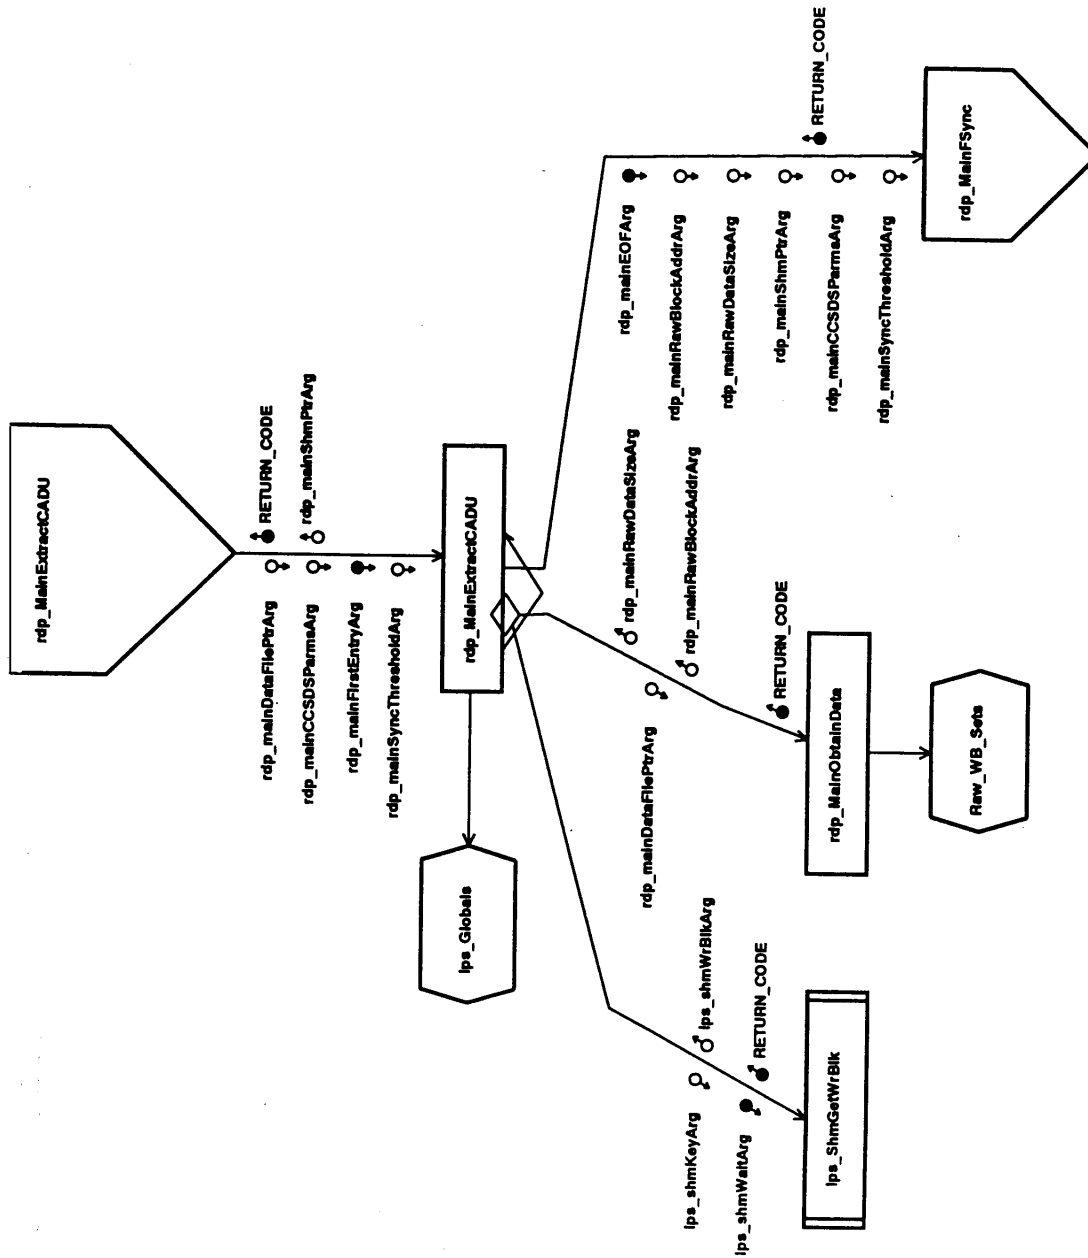 rdp_MainExtractCADU
RETURN_CODE
rdp_mainDataFilePtrArg
rdp_mainShmPtrArg
rdp_mainCCSDSParmsArg
rdp_mainFirstEntryArg
rdp_mainSyncThresholdArg
lps_Globals
rdp_MainExtractCADU
lps_shmKeyArg
lps_shmWrBlkArg
lps_shmWaitArg
RETURN_CODE
lps_ShmGetWrBlk
rdp_mainDataFilePtrArg
rdp_mainRawDataSizeArg
rdp_mainRawBlockAddrArg
RETURN_CODE
rdp_MainObtainData
Raw_WB_Sets
rdp_mainEOFArg
rdp_mainRawBlockAddrArg
rdp_mainRawDataSizeArg
rdp_mainShmPtrArg
RETURN_CODE
rdp_mainCCSDSParmsArg
rdp_mainSyncThresholdArg
rdp_MainFSync